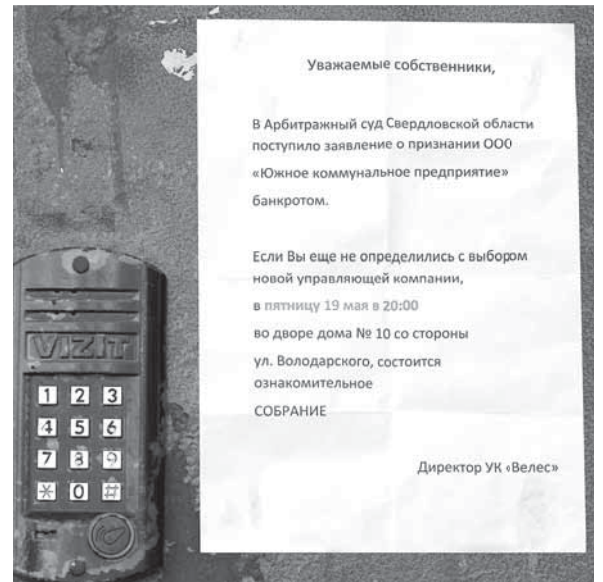 Уважаемые собственники,
В Арбитражный суд Свердловской области
поступило заявление о признании ООО
«Южное коммунальное предприятие»
банкротом.
Если Вы еще не определились с выбором
новой управляющей компании,
в пятницу 19 мая в 20:00
во дворе дома № 10 со стороны
ул. Володарского, состоится
ознакомительное
СОБРАНИЕ
Директор УК «Велес»
VIZIT
1 2 3
4 5 6
7 8 9
* 0 #